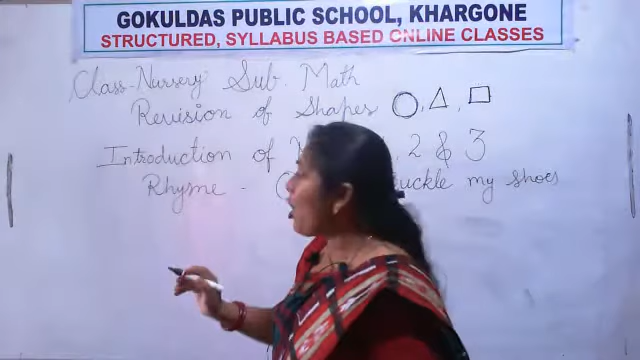 GOKULDAS PUBLIC SCHOOL, KHARGONE
STRUCTURED, SYLLABUS BASED ONLINE CLASSES
Class-Nursery Sub. Math
Revision of Shapes ○, △, □
Introduction of , 2 & 3
Rhyme - uckle my shoes